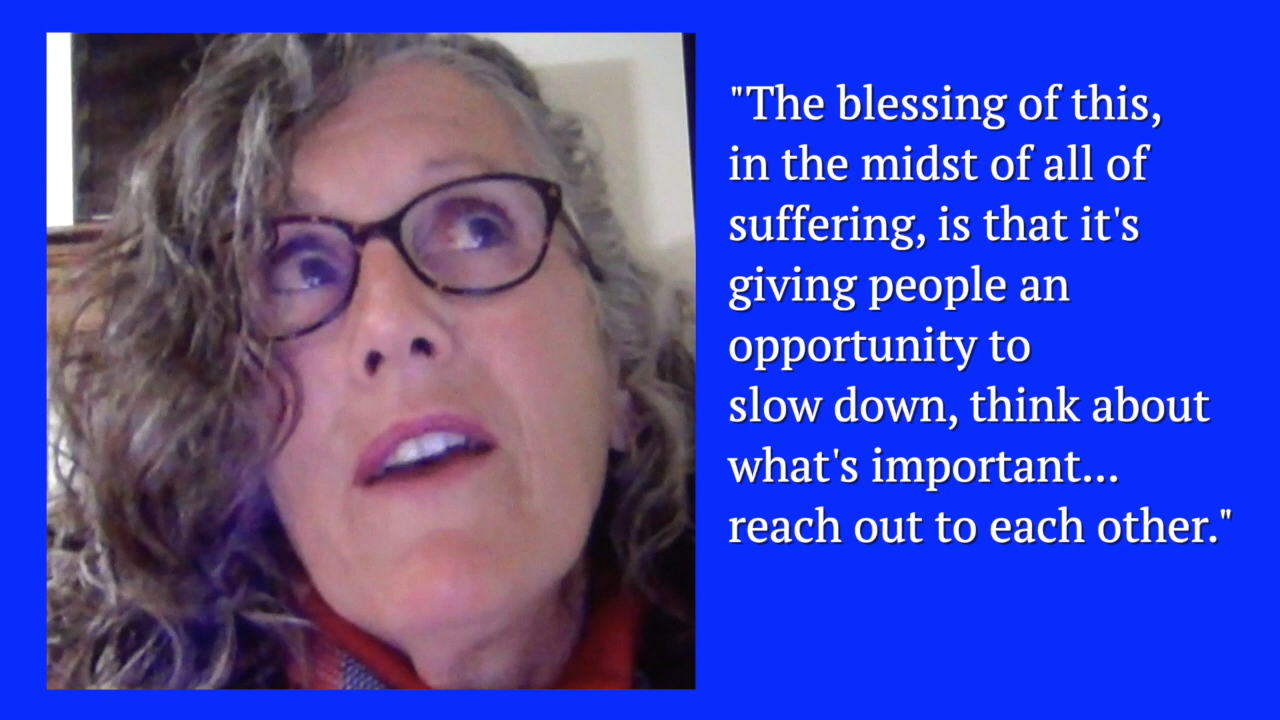 "The blessing of this,
in the midst of all of
suffering, is that it's
giving people an
opportunity to
slow down, think about
what's important...
reach out to each other."